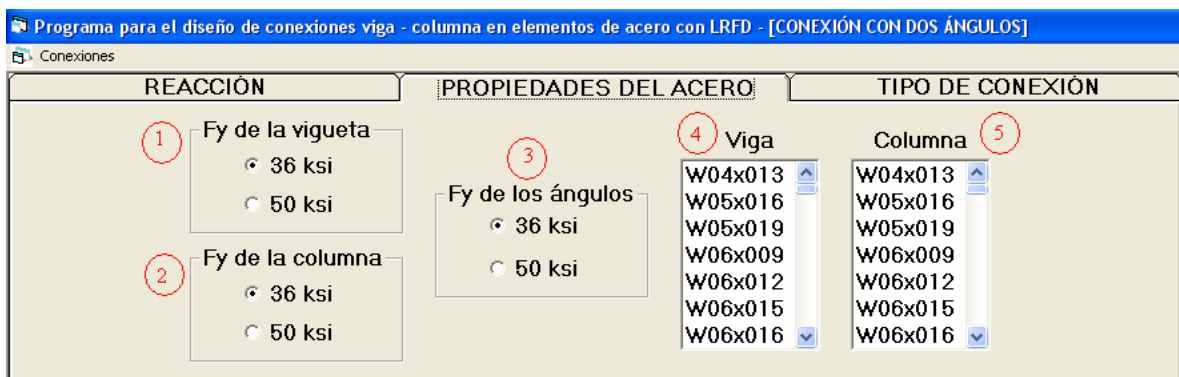 Programa para el diseño de conexiones viga - columna en elementos de acero con LRFD - [CONEXIÓN CON DOS ÁNGULOS]
Conexiones
REACCIÓN
PROPIEDADES DEL ACERO
TIPO DE CONEXIÓN
1
Fy de la vigueta
36 ksi
50 ksi
2
Fy de la columna
36 ksi
50 ksi
3
Fy de los ángulos
36 ksi
50 ksi
4
Viga
W04x013
W05x016
W05x019
W06x009
W06x012
W06x015
W06x016
Columna
5
W04x013
W05x016
W05x019
W06x009
W06x012
W06x015
W06x016